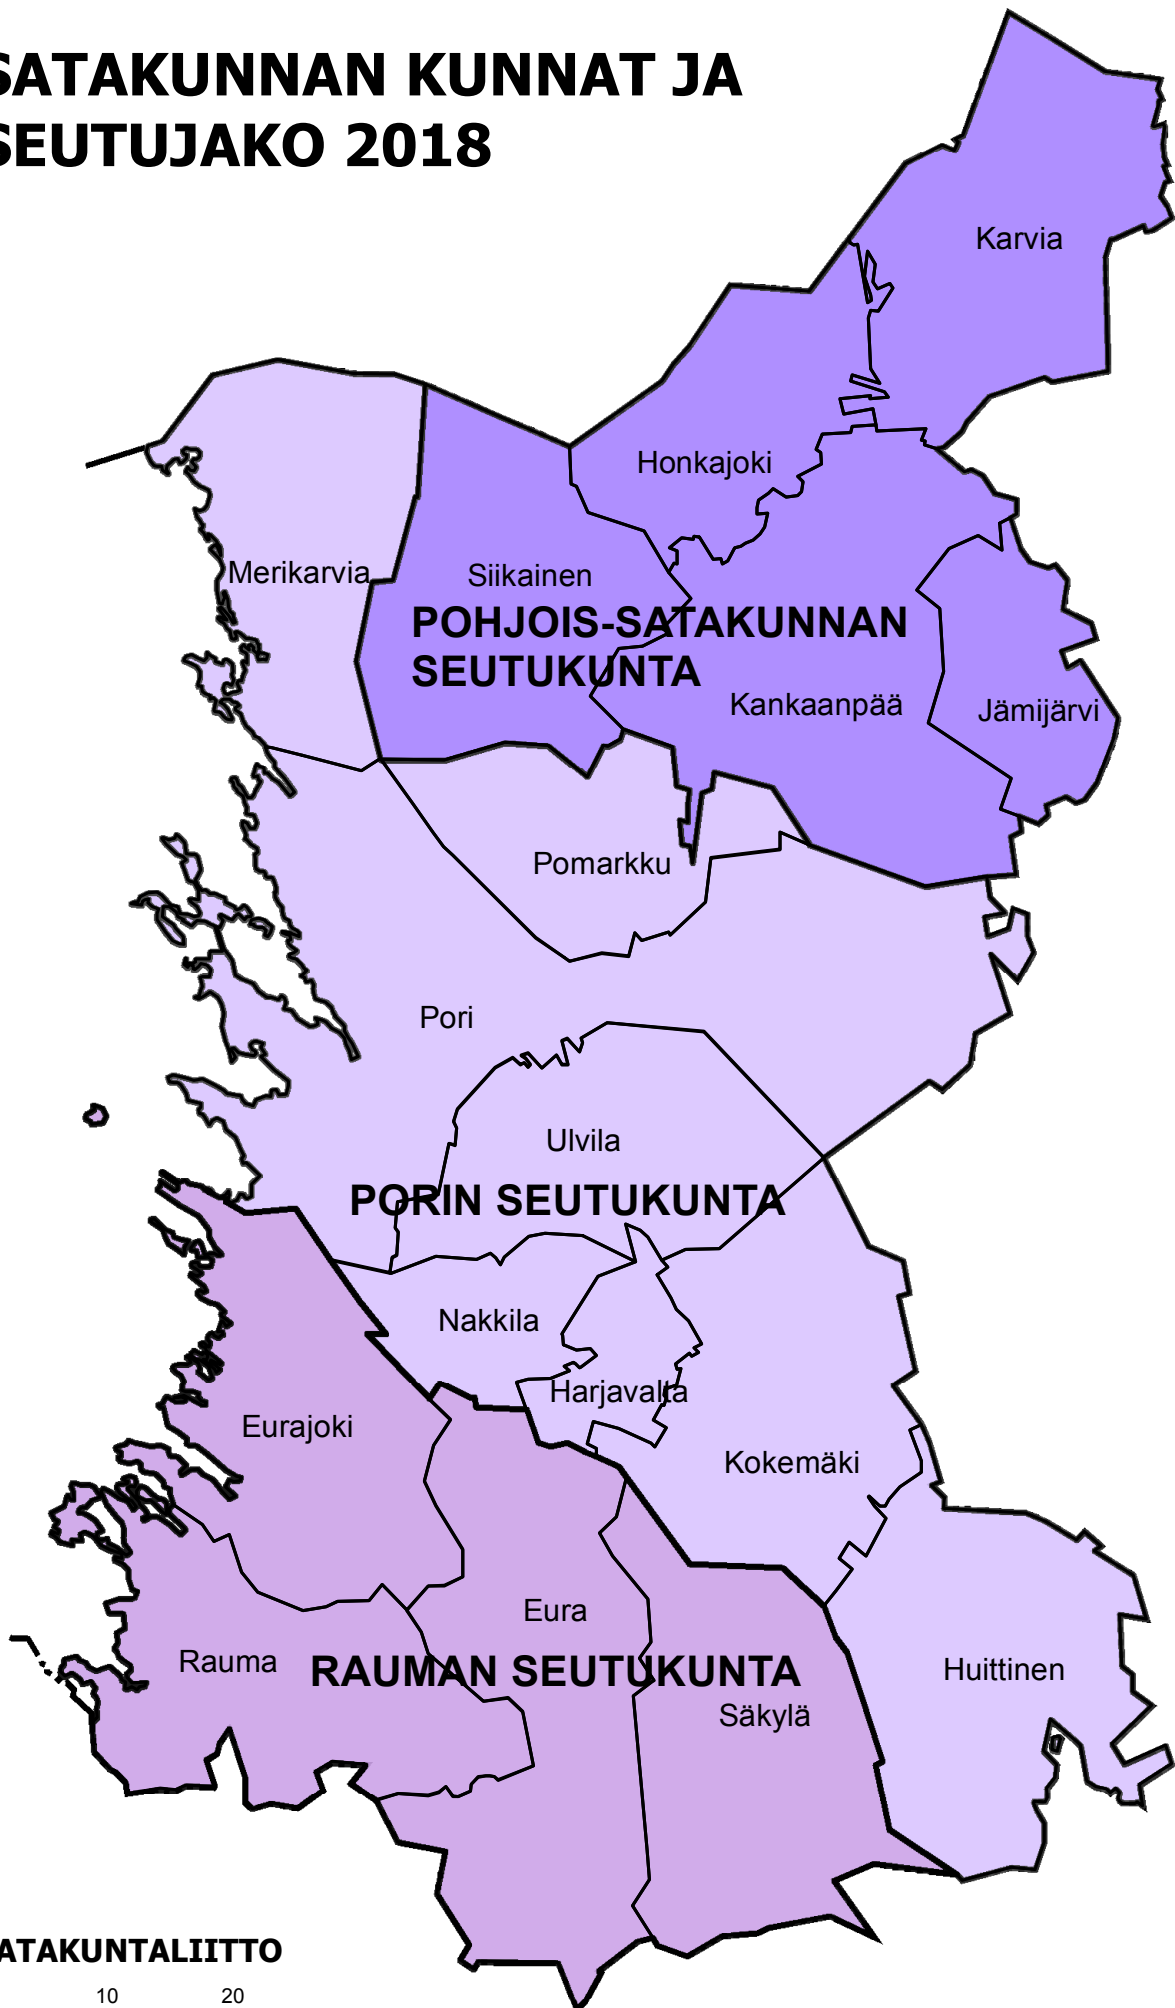 SATAKUNNAN KUNNAT JA
SEUTUJAKO 2018
Karvia
Honkajoki
Merikarvia
Siikainen
POHJOIS-SATAKUNNAN
SEUTUKUNTA
Kankaanpää
Jämijärvi
Pomarkku
Pori
Ulvila
PORIN SEUTUKUNTA
Nakkila
Harjavalta
Eurajoki
Kokemäki
Eura
Rauma
RAUMAN SEUTUKUNTA
Huittinen
Säkylä
ATAKUNTALIITTO
10 20